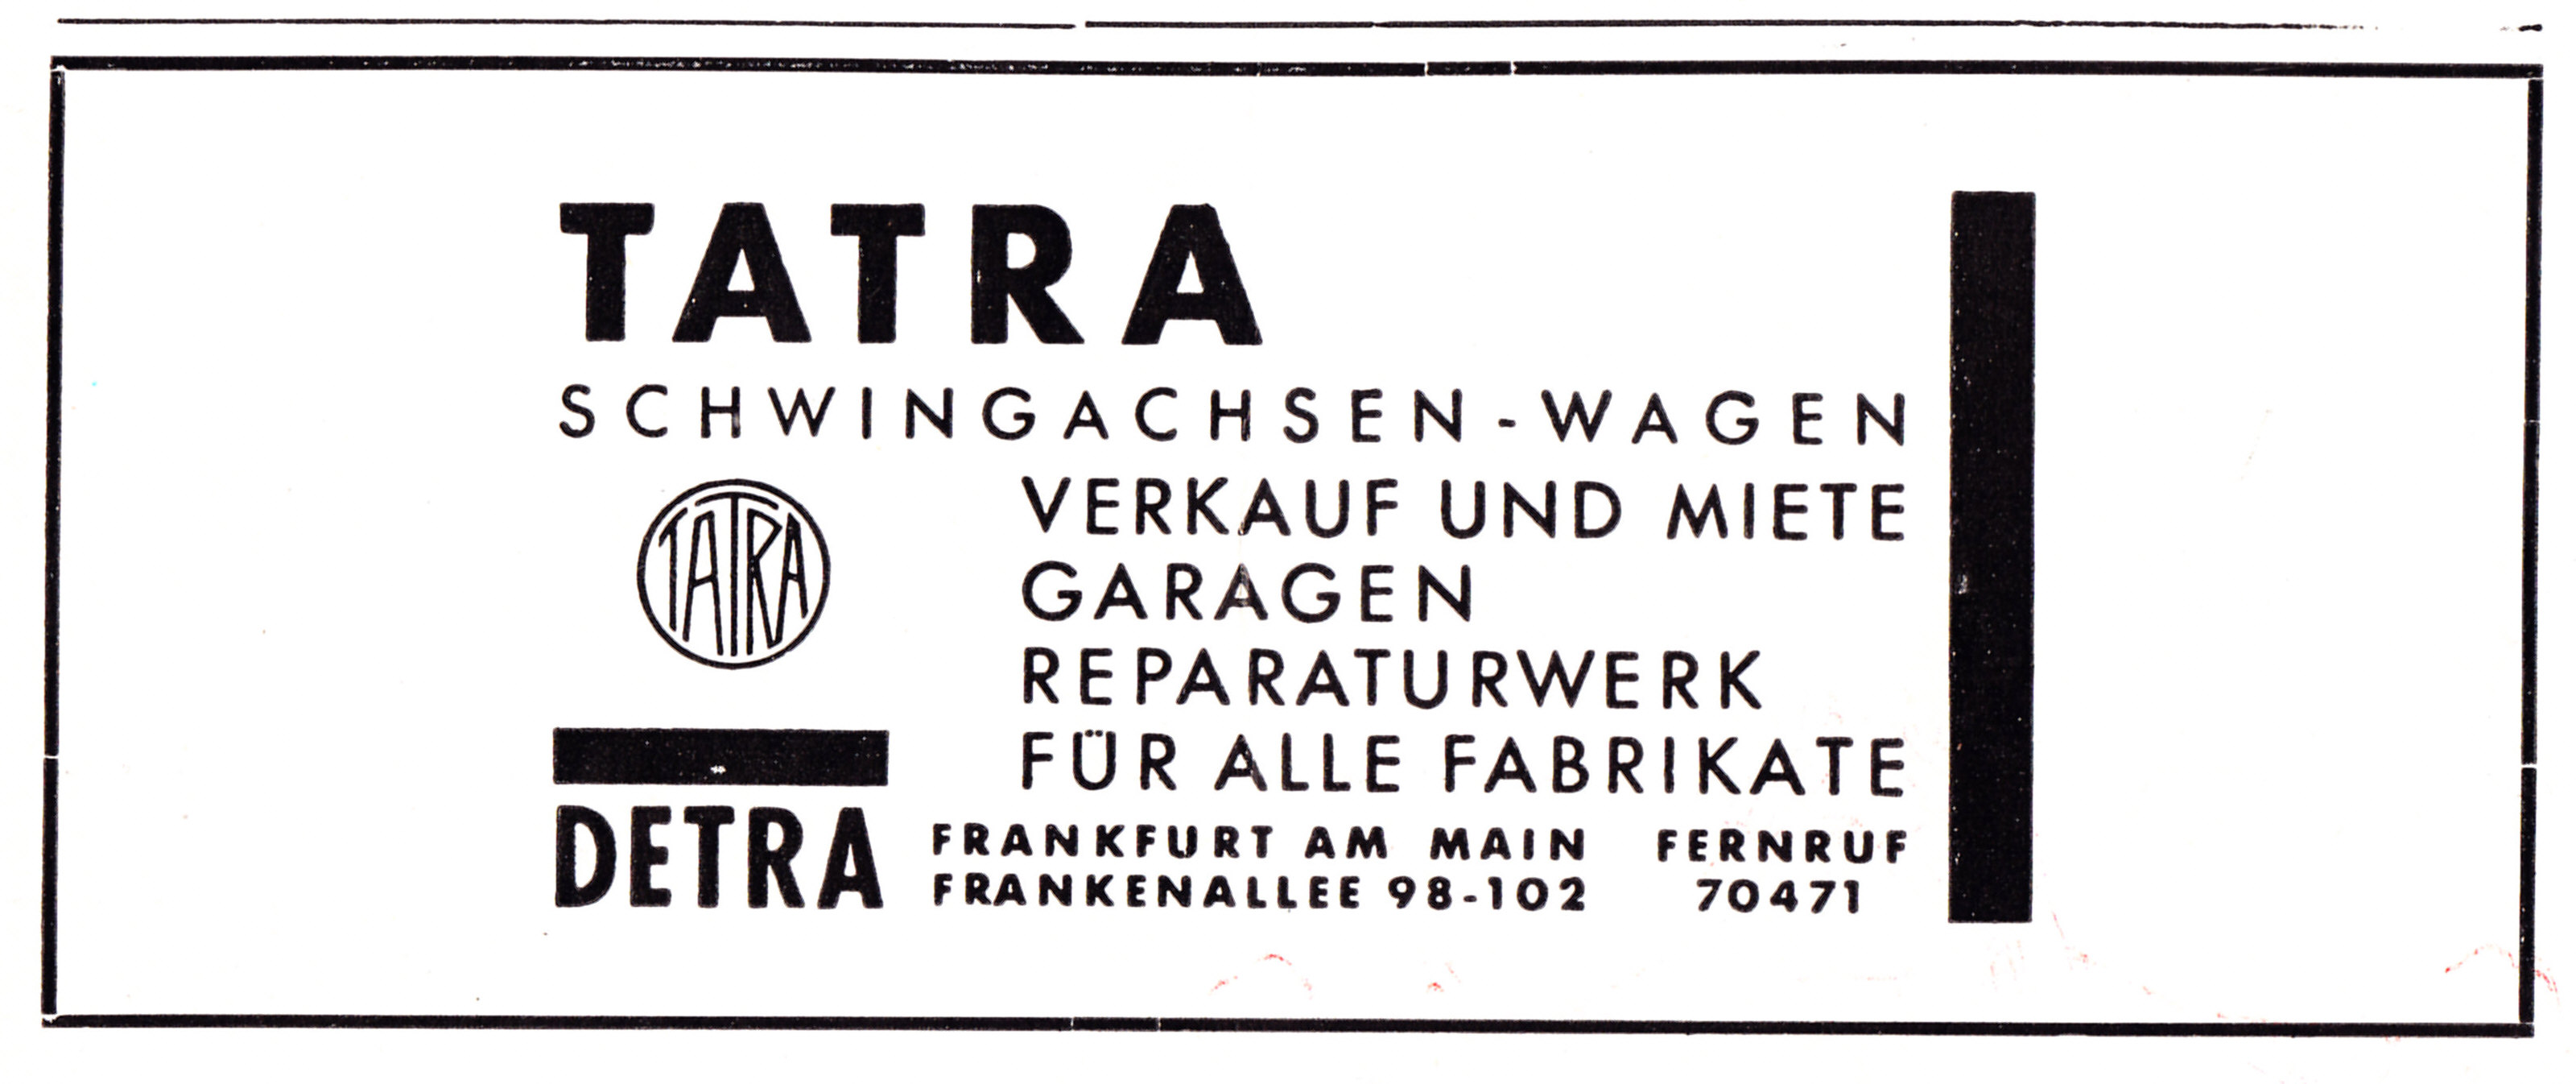 TATRA
SCHWINGACHSEN-WAGEN
TATRA
VERKAUF UND MIETE
GARAGEN
REPARATURWERK
FÜR ALLE FABRIKATE
DETRA
FRANKFURT AM MAIN FERNRUF
FRANKENALLEE 98-102 70471